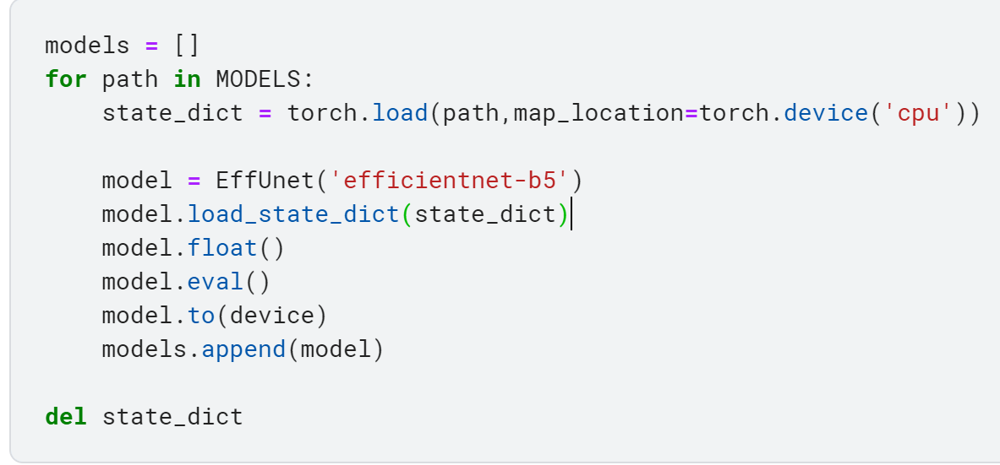 models = []
for path in MODELS:
    state_dict = torch.load(path,map_location=torch.device('cpu'))

    model = EffUnet('efficientnet-b5')
    model.load_state_dict(state_dict)
    model.float()
    model.eval()
    model.to(device)
    models.append(model)

del state_dict